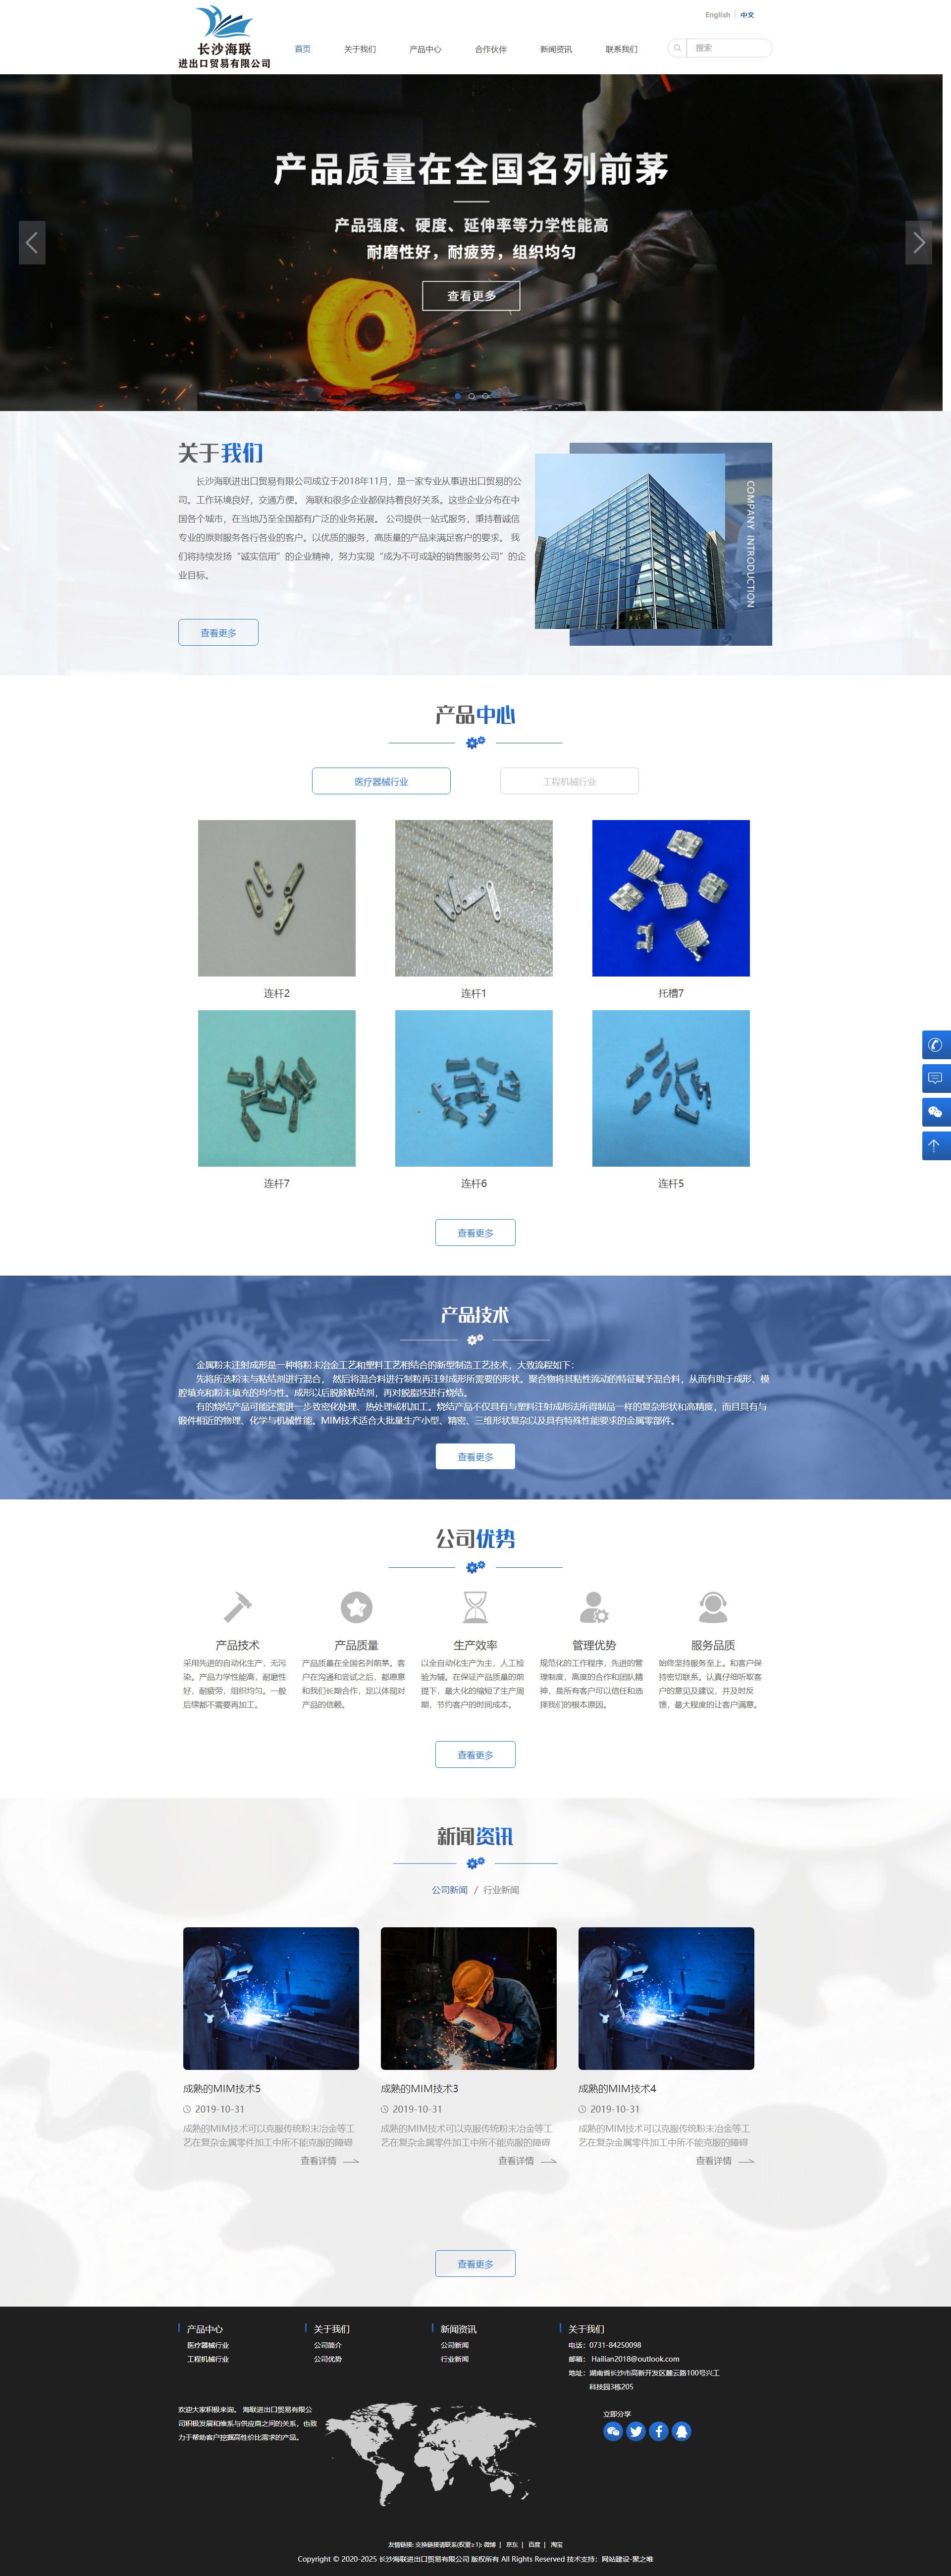 English | 中文
长沙海联
进出口贸易有限公司
首页 关于我们 产品中心 合作伙伴 新闻资讯 联系我们 搜索
产品质量在全国名列前茅
产品强度、硬度、延伸率等力学性能高
耐磨性好，耐疲劳，组织均匀
查看更多
关于我们
长沙海联进出口贸易有限公司成立于2018年11月，是一家专业从事进出口贸易的公
司。工作环境良好，交通方便。 海联和很多企业都保持着良好关系。这些企业分布在中
国各个城市，在当地乃至全国都有广泛的业务拓展。 公司提供一站式服务，秉持着诚信
专业的原则服务各行各业的客户。以优质的服务，高质量的产品来满足客户的要求。 我
们将持续发扬“诚实信用”的企业精神，努力实现“成为不可或缺的销售服务公司”的企
业目标。
查看更多
COMPANY INTRODUCTION
产品中心
医疗器械行业 工程机械行业
连杆2 连杆1 托槽7
连杆7 连杆6 连杆5
查看更多
产品技术
金属粉末注射成形是一种将粉末冶金工艺和塑料工艺相结合的新型制造工艺技术，大致流程如下：
先将所选粉末与粘结剂进行混合， 然后将混合料进行制粒再注射成形所需要的形状。聚合物将其粘性流动的特征赋予混合料，从而有助于成形、模
腔填充和粉末填充的均匀性。成形以后脱除粘结剂，再对脱脂坯进行烧结。
有的烧结产品可能还需进一步致密化处理、热处理或机加工。烧结产品不仅具有与塑料注射成形法所得制品一样的复杂形状和高精度，而且具有与
锻件相近的物理、化学与机械性能。MIM技术适合大批量生产小型、精密、三维形状复杂以及具有特殊性能要求的金属零部件。
查看更多
公司优势
产品技术
采用先进的自动化生产，无污
染。产品力学性能高，耐磨性
好，耐疲劳，组织均匀。一般
后续都不需要再加工。
产品质量
产品质量在全国名列前茅。客
户在沟通和尝试之后，都愿意
和我们长期合作，足以体现对
产品的信赖。
生产效率
以全自动化生产为主，人工检
验为辅。在保证产品质量的前
提下，最大化的缩短了生产周
期，节约客户的时间成本。
管理优势
规范化的工作程序，先进的管
理制度，高度的合作和团队精
神，是所有客户可以信任和选
择我们的根本原因。
服务品质
始终坚持服务至上。和客户保
持密切联系。认真仔细听取客
户的意见及建议，并及时反
馈，最大程度的让客户满意。
查看更多
新闻资讯
公司新闻 / 行业新闻
成熟的MIM技术5
2019-10-31
成熟的MIM技术可以克服传统粉末冶金等工
艺在复杂金属零件加工中所不能克服的障碍
查看详情
成熟的MIM技术3
2019-10-31
成熟的MIM技术可以克服传统粉末冶金等工
艺在复杂金属零件加工中所不能克服的障碍
查看详情
成熟的MIM技术4
2019-10-31
成熟的MIM技术可以克服传统粉末冶金等工
艺在复杂金属零件加工中所不能克服的障碍
查看详情
查看更多
产品中心
医疗器械行业
工程机械行业
关于我们
公司简介
公司优势
新闻资讯
公司新闻
行业新闻
关于我们
电话：0731-84250098
邮箱： Hailian2018@outlook.com
地址：湖南省长沙市高新开发区麓云路100号兴工
科技园3栋205
欢迎大家积极来询。 海联进出口贸易有限公
司积极发展和维系与供应商之间的关系，也致
力于帮助客户挖掘高性价比需求的产品。
立即分享
友情链接: 交换链接请联系(权重≥1): 微博 | 京东 | 百度 | 淘宝
Copyright © 2020-2025 长沙海联进出口贸易有限公司 版权所有 All Rights Reserved 技术支持：网站建设-聚之唯